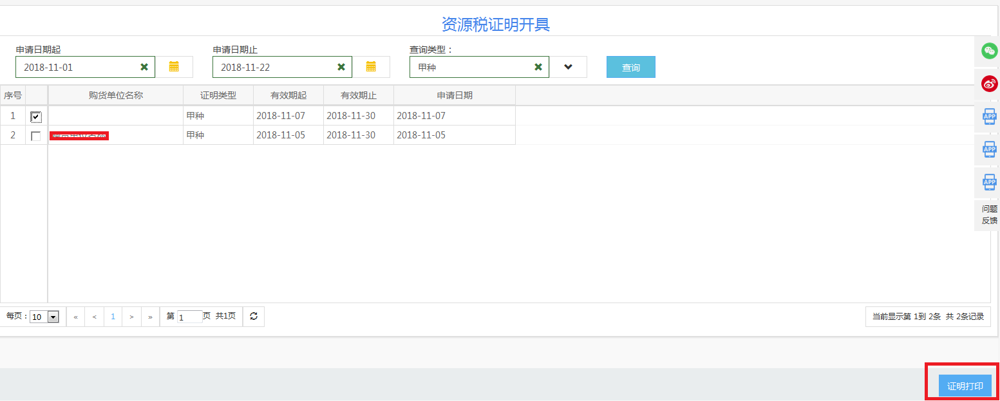 资源税证明开具
申请日期起 申请日期止 查询类型：
2018-11-01 2018-11-22 甲种 查询
序号 购货单位名称 证明类型 有效期起 有效期止 申请日期
1 甲种 2018-11-07 2018-11-30 2018-11-07
2 甲种 2018-11-05 2018-11-30 2018-11-05
APP
APP
APP
问题
反馈
每页： 10 « < 1 > » 第 1 页 共1页 当前显示第 1到 2条 共 2条记录
证明打印